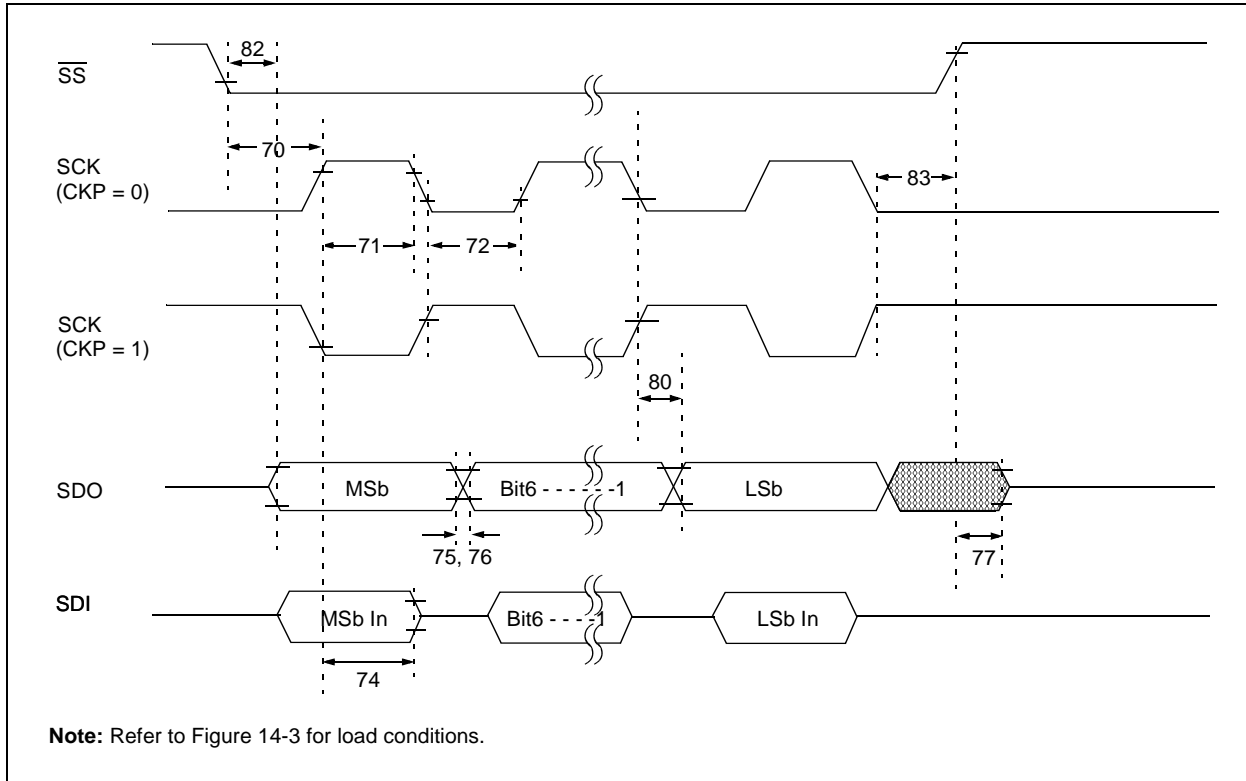 82
SS
70
SCK
(CKP = 0)
83
71
72
SCK
(CKP = 1)
80
SDO
MSb
Bit6 - - - - - -1
LSb
75, 76
77
SDI
MSb In
Bit6 - - - - -1
LSb In
74
Note: Refer to Figure 14-3 for load conditions.